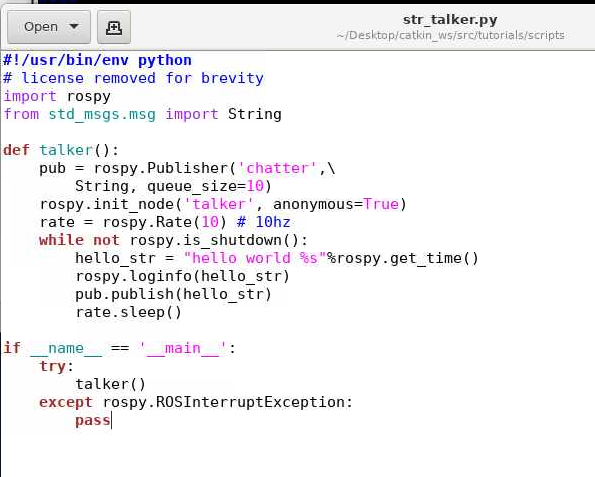 Open
str_talker.py
~/Desktop/catkin_ws/src/tutorials/scripts
#!/usr/bin/env python
# license removed for brevity
import rospy
from std_msgs.msg import String

def talker():
    pub = rospy.Publisher('chatter',\
        String, queue_size=10)
    rospy.init_node('talker', anonymous=True)
    rate = rospy.Rate(10) # 10hz
    while not rospy.is_shutdown():
        hello_str = "hello world %s"%rospy.get_time()
        rospy.loginfo(hello_str)
        pub.publish(hello_str)
        rate.sleep()

if __name__ == '__main__':
    try:
        talker()
    except rospy.ROSInterruptException:
        pass